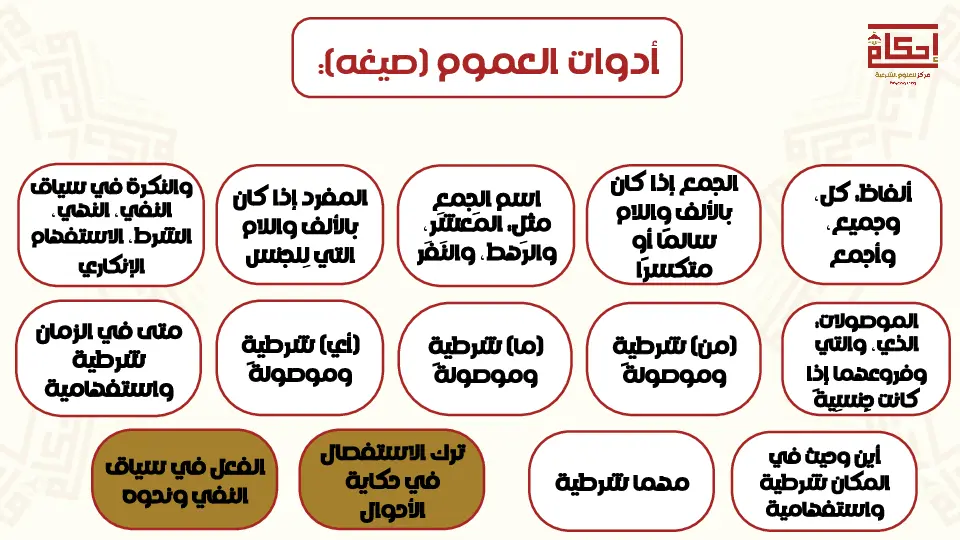 أدوات العموم (صيغه):
إحكام
مركز للعلوم الشرعية
ألفاظ، كل،
وجميع،
وأجمع
الجمع إذا كان
بالألف واللام
سالمًا أو
متكسرًا
اسم الجمع
مثل: المَعشَر،
والرَهط، والنَفَر
المفرد إذا كان
بالألف واللام
التي لِلجنس
والنكرة في سياق
النفي، النهي،
الشرط، الاستفهام
الإنكاري
الموصولات:
الذي، والتي
وفروعهما إذا
كانت جِنسِيةً
(من) شرطية
وموصولةً
(ما) شرطية
وموصولةً
(أي) شرطية
وموصولةً
متى في الزمان
شرطية
واستفهامية
أين وحيث في
المكان شرطية
واستفهامية
مهما شرطية
ترك الاستفصال
في حكاية
الأحوال
الفعل في سياق
النفي ونحوه